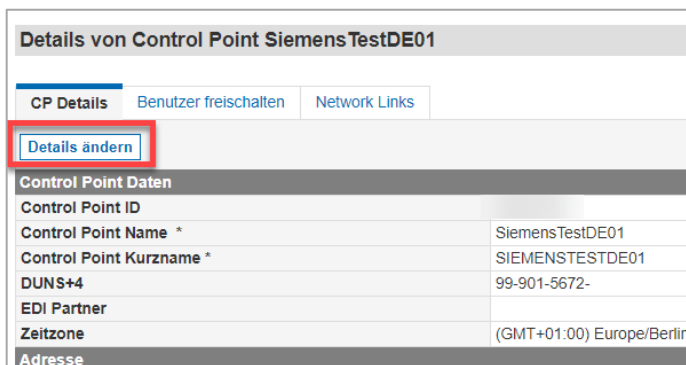 Details von Control Point SiemensTestDE01
CP Details Benutzer freischalten Network Links
Details ändern
Control Point Daten
Control Point ID
Control Point Name * SiemensTestDE01
Control Point Kurzname * SIEMENSTESTDE01
DUNS+4 99-901-5672-
EDI Partner
Zeitzone (GMT+01:00) Europe/Berlin
Adresse